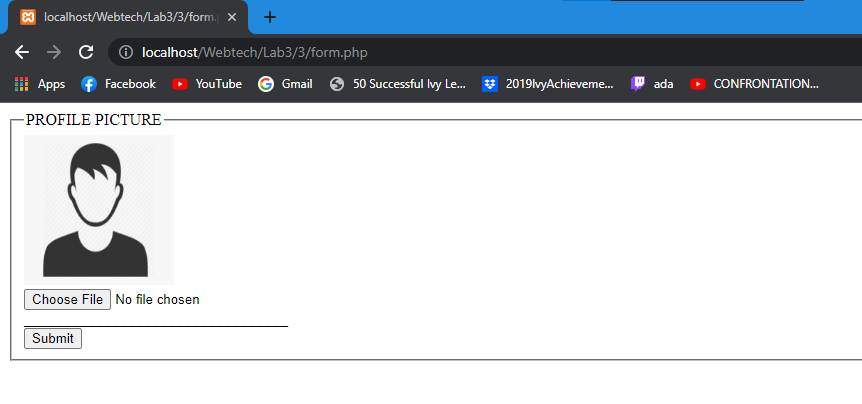 localhost/Webtech/Lab3/3/form.p
localhost/Webtech/Lab3/3/form.php
Apps Facebook YouTube Gmail 50 Successful Ivy Le... 2019IvyAchieveme... ada CONFRONTATION...
PROFILE PICTURE
Choose File No file chosen
Submit